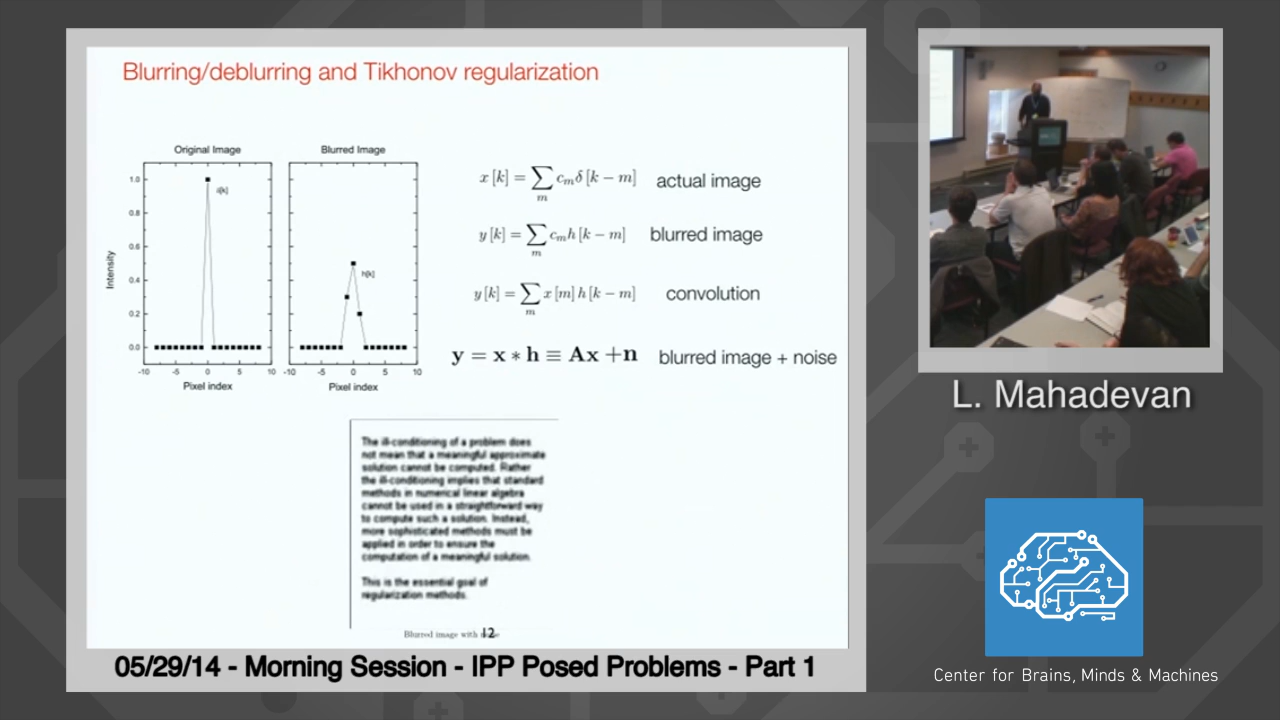 Blurring/deblurring and Tikhonov regularization
Original Image
Blurred Image
Intensity
1.0
0.8
0.6
0.4
0.2
0.0
δ[k]
h[k]
-10 -5 0 5 10
-10 -5 0 5 10
Pixel index
Pixel index
x [k] = ∑ₘ cₘδ [k − m] actual image
y [k] = ∑ₘ cₘh [k − m] blurred image
y [k] = ∑ₘ x [m] h [k − m] convolution
y = x ∗ h ≡ Ax +n blurred image + noise
The ill-conditioning of a problem does
not mean that a meaningful approximate
solution cannot be computed. Rather
the ill-conditioning implies that standard
methods in numerical linear algebra
cannot be used in a straightforward way
to compute such a solution. Instead,
more sophisticated methods must be
applied in order to ensure the
computation of a meaningful solution.
This is the essential goal of
regularization methods.
Blurred image with
12
05/29/14 - Morning Session - IPP Posed Problems - Part 1
L. Mahadevan
Center for Brains, Minds & Machines